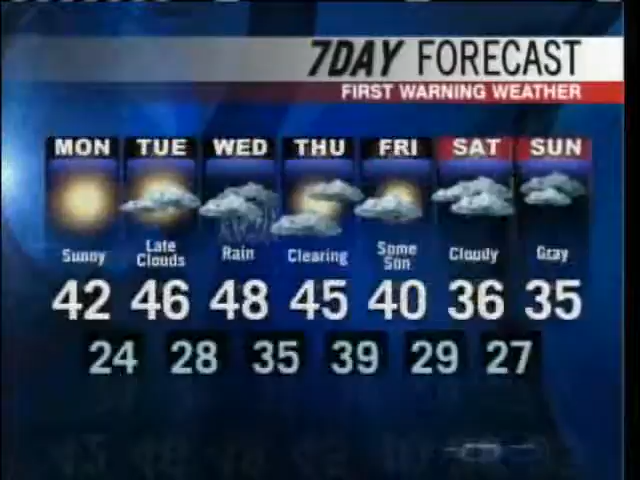 7DAY FORECAST
FIRST WARNING WEATHER
MON TUE WED THU FRI SAT SUN
Sunny Late Clouds Rain Clearing Some Sun Cloudy Gray
42 46 48 45 40 36 35
24 28 35 39 29 27